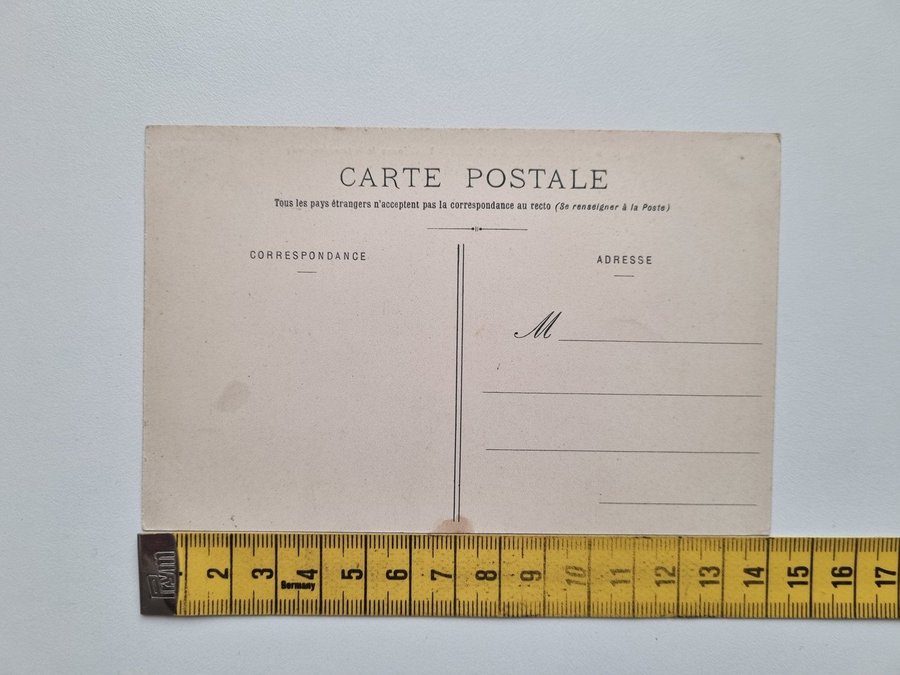 CARTE POSTALE
Tous les pays étrangers n'acceptent pas la correspondance au recto (Se renseigner à la Poste)
CORRESPONDANCE
ADRESSE
M
2 3 4 5 6 7 8 9 10 11 12 13 14 15 16 17
Germany